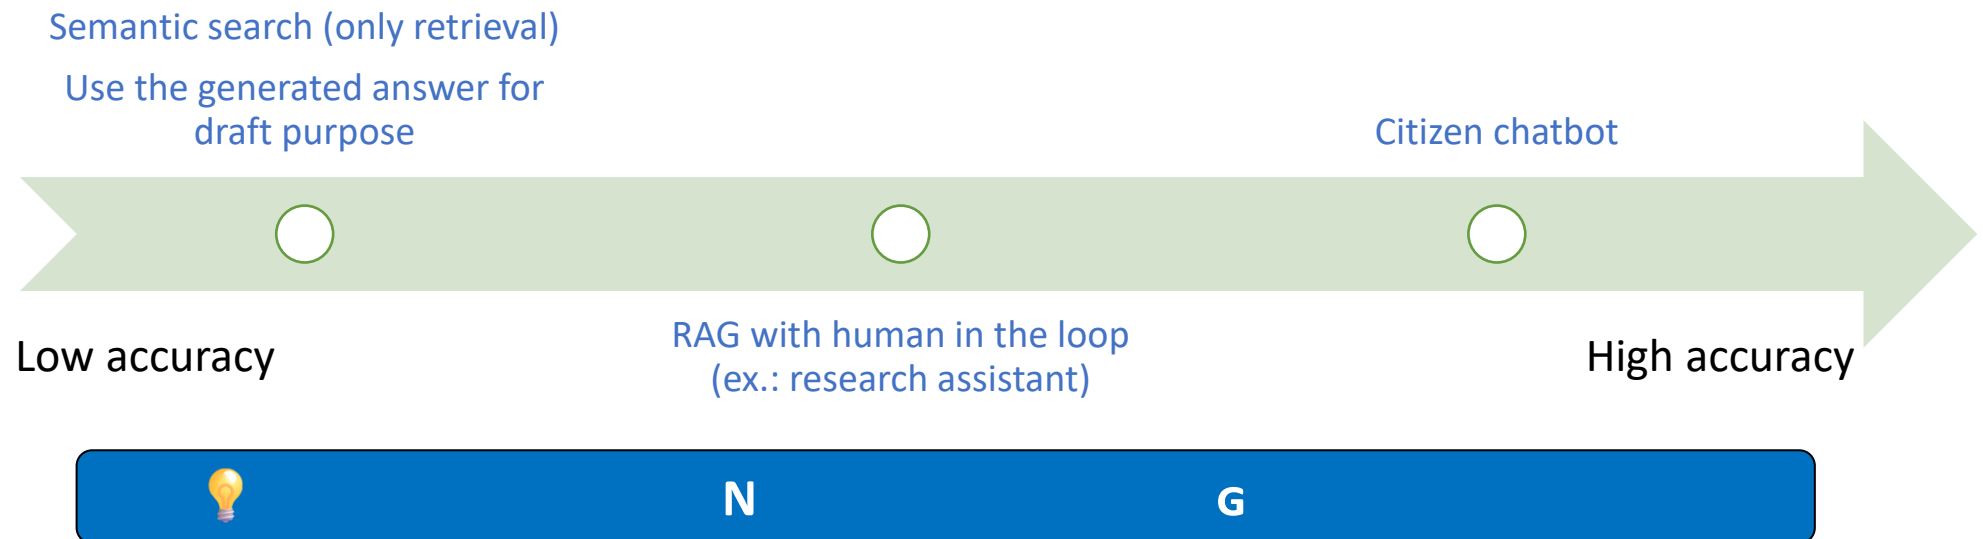 Semantic search (only retrieval)
Use the generated answer for
draft purpose
Citizen chatbot
Low accuracy
RAG with human in the loop
(ex.: research assistant)
High accuracy
N
G